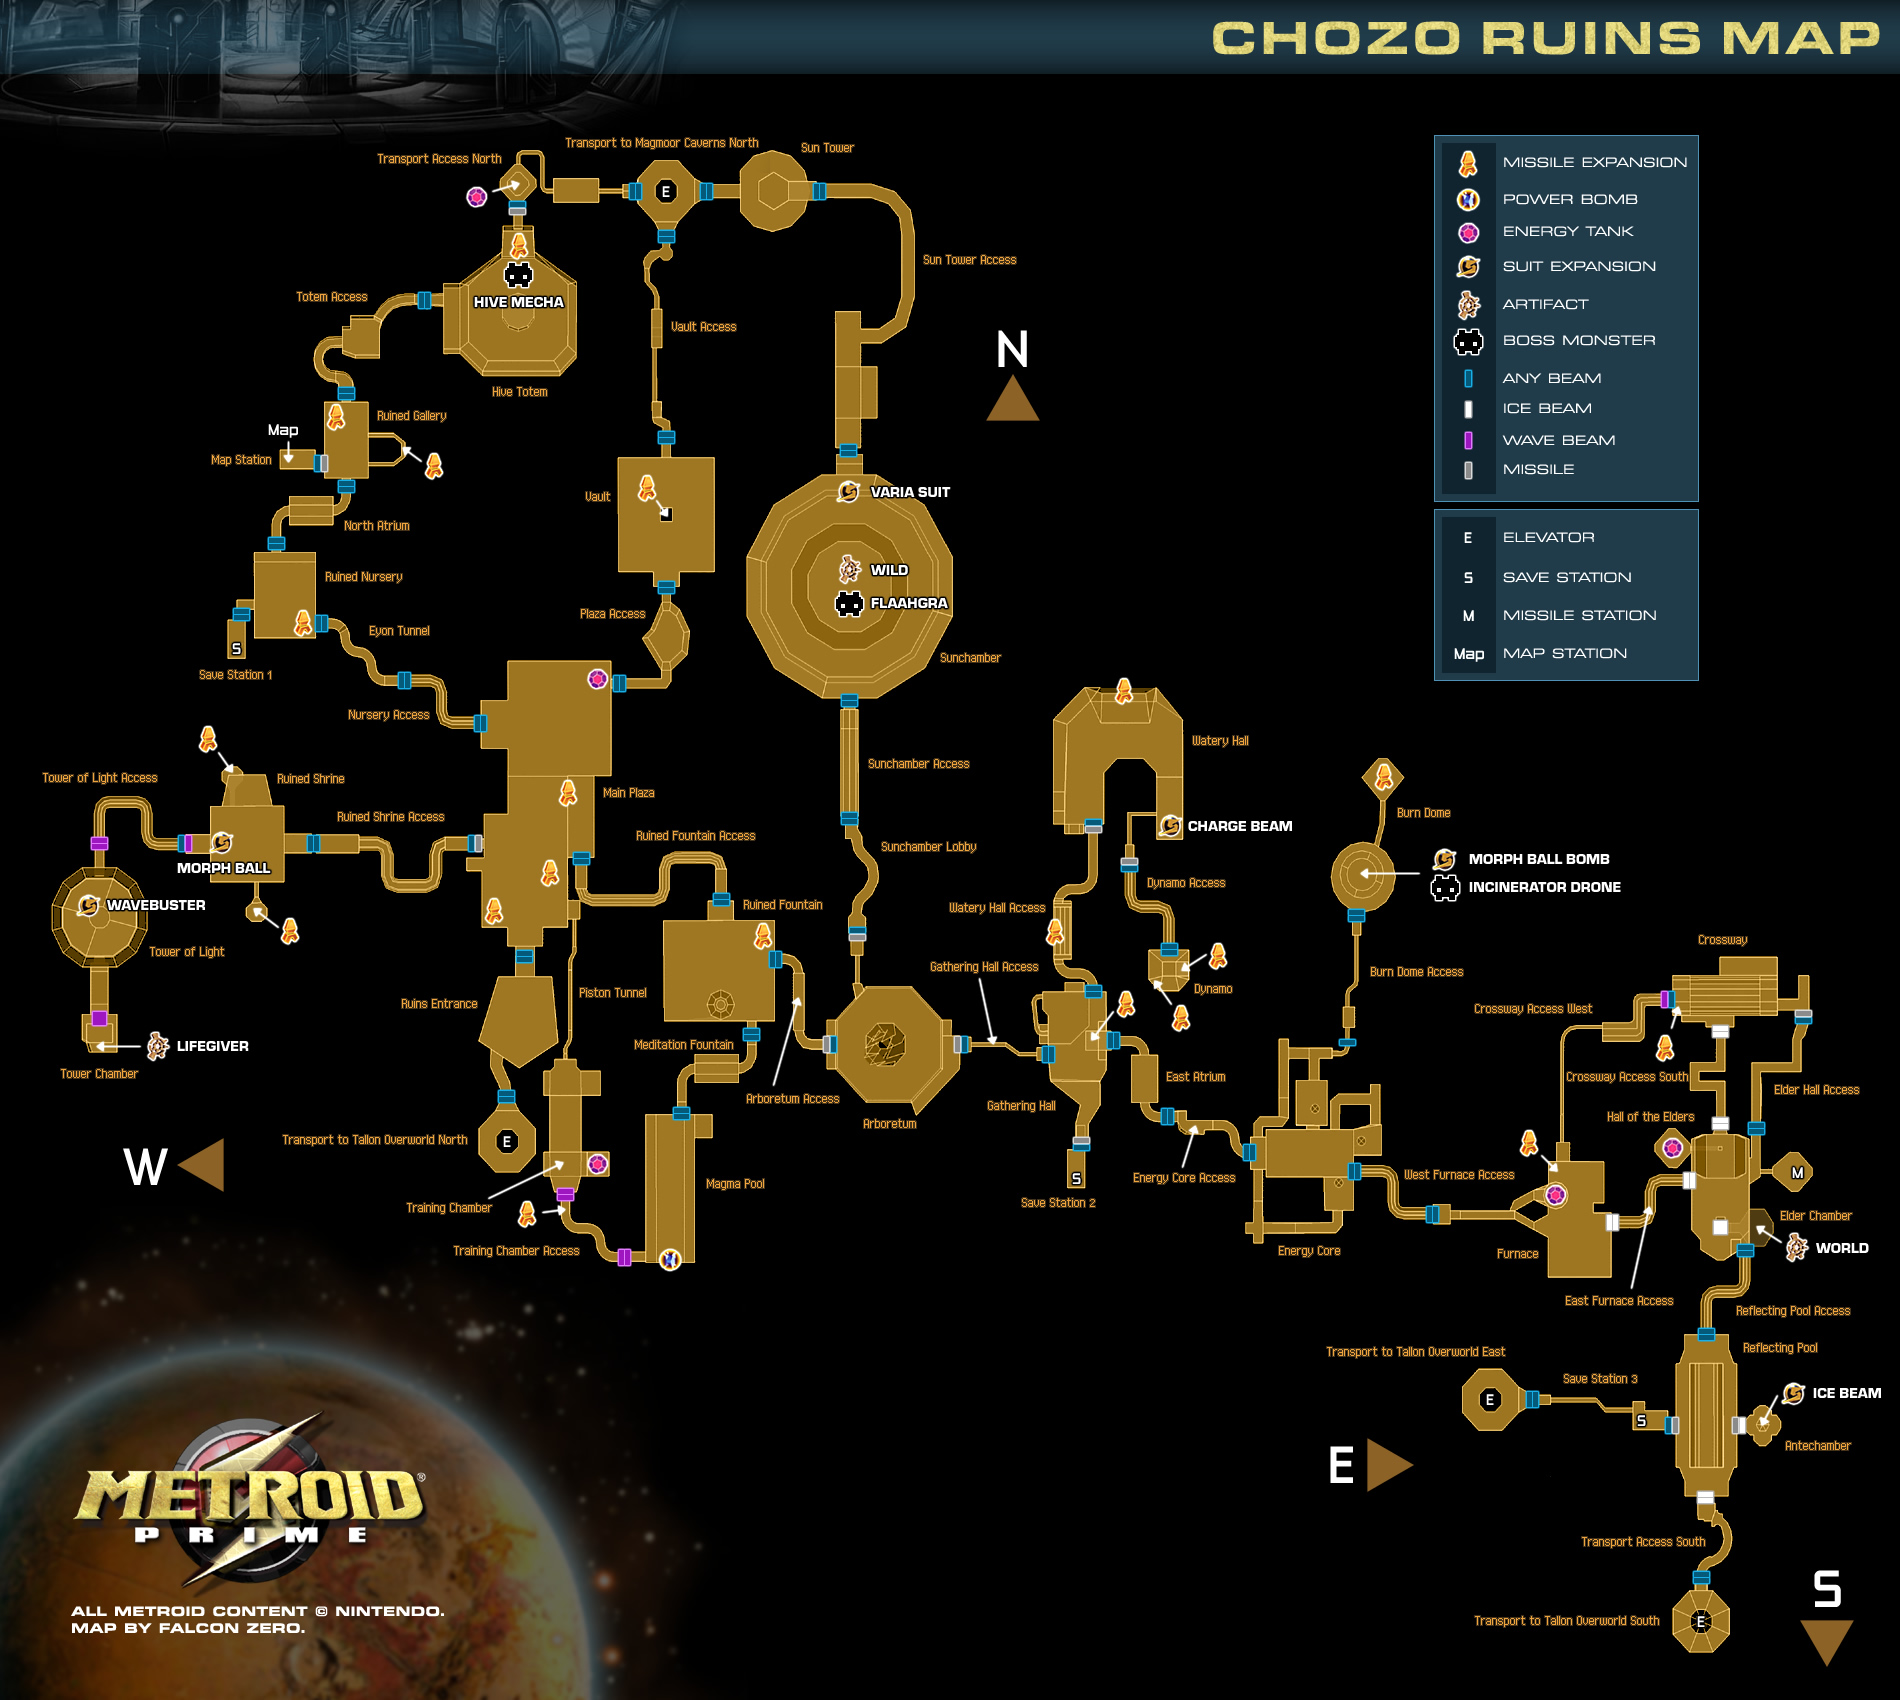 CHOZO RUINS MAP
Transport to Magmoor Caverns North
Sun Tower
Transport Access North
E
MISSILE EXPANSION
POWER BOMB
ENERGY TANK
SUIT EXPANSION
ARTIFACT
BOSS MONSTER
ANY BEAM
ICE BEAM
WAVE BEAM
MISSILE
E ELEVATOR
S SAVE STATION
M MISSILE STATION
Map MAP STATION
Sun Tower Access
Totem Access
HIVE MECHA
Vault Access
N
Hive Totem
Ruined Gallery
Map
Map Station
VARIA SUIT
Vault
North Atrium
WILD
Ruined Nursery
FLAAHGRA
Plaza Access
Eyon Tunnel
S
Sunchamber
Save Station 1
Nursery Access
Watery Hall
Sunchamber Access
Tower of Light Access
Ruined Shrine
Main Plaza
Burn Dome
Ruined Shrine Access
CHARGE BEAM
Ruined Fountain Access
Sunchamber Lobby
MORPH BALL BOMB
MORPH BALL
Dynamo Access
INCINERATOR DRONE
WAVEBUSTER
Ruined Fountain
Watery Hall Access
Crossway
Tower of Light
Gathering Hall Access
Burn Dome Access
Ruins Entrance
Piston Tunnel
Dynamo
Crossway Access West
LIFEGIVER
Meditation Fountain
Tower Chamber
East Atrium
Crossway Access South
Elder Hall Access
Arboretum Access
Gathering Hall
Hall of the Elders
Arboretum
Transport to Tallon Overworld North
E
W
M
S
Energy Core Access
West Furnace Access
Magma Pool
Save Station 2
Training Chamber
Elder Chamber
WORLD
Training Chamber Access
Energy Core
Furnace
East Furnace Access
Reflecting Pool Access
Transport to Tallon Overworld East
Reflecting Pool
Save Station 3
E
S
ICE BEAM
Antechamber
E
METROID®
PRIME
Transport Access South
S
ALL METROID CONTENT © NINTENDO.
MAP BY FALCON ZERO.
Transport to Tallon Overworld South
E